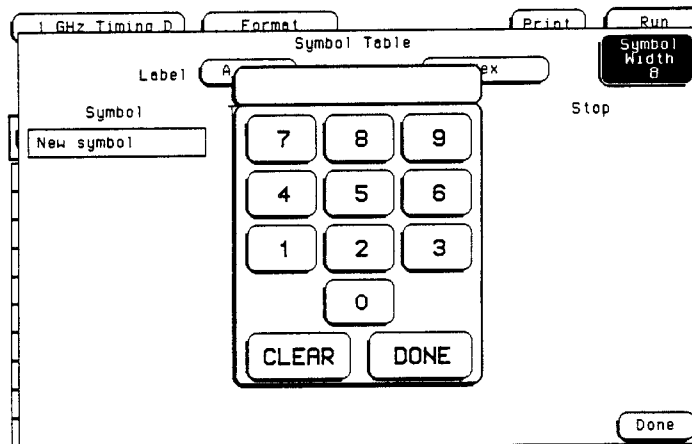 1 GHz Timing D Format Print Run
Symbol Table
Symbol Width 8
Label A ex
Symbol Stop
New symbol
7 8 9
4 5 6
1 2 3
0
CLEAR DONE
Done